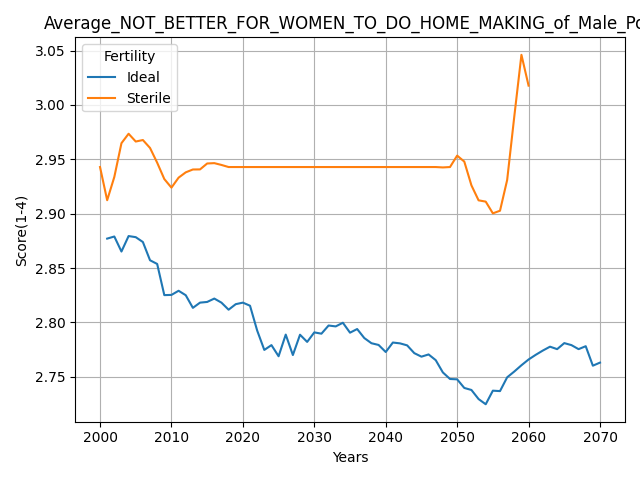 Average_NOT_BETTER_FOR_WOMEN_TO_DO_HOME_MAKING_of_Male_Po
Fertility
Ideal
Sterile
3.05
3.00
2.95
2.90
2.85
2.80
2.75
Score(1-4)
2000 2010 2020 2030 2040 2050 2060 2070
Years